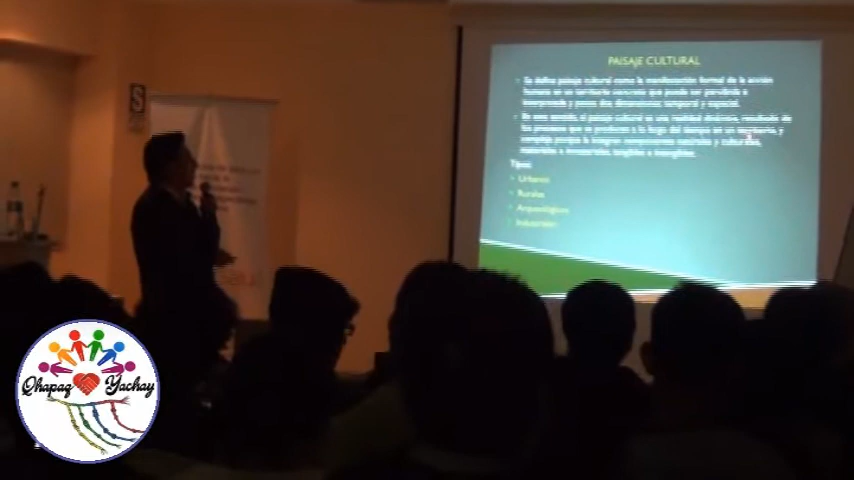 PAISAJE CULTURAL
Se define paisaje cultural como la manifestación formal de la acción
humana en un territorio concreto que puede ser percibida e
interpretada y posee dos dimensiones: temporal y espacial.
En este sentido, el paisaje cultural es una realidad dinámica, resultado de
los procesos que se producen a lo largo del tiempo en un territorio, y
compleja porque la integran componentes naturales y culturales,
materiales e inmateriales, tangibles e intangibles.
Tipos:
Urbanos
Rurales
Arqueológicos
Industriales
S
Qhapaq Yachay